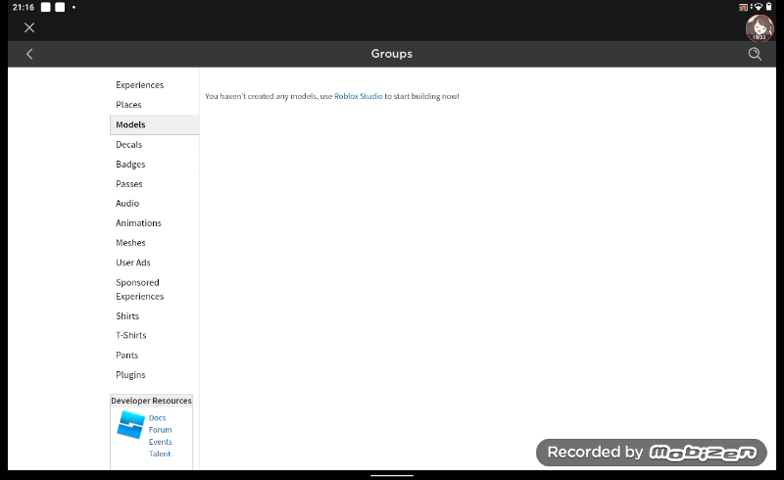 21:16
Groups
Experiences
You haven't created any models, use Roblox Studio to start building now!
Places
Models
Decals
Badges
Passes
Audio
Animations
Meshes
User Ads
Sponsored
Experiences
Shirts
T-Shirts
Pants
Plugins
Developer Resources
Docs
Forum
Events
Talent
Recorded by mobizen